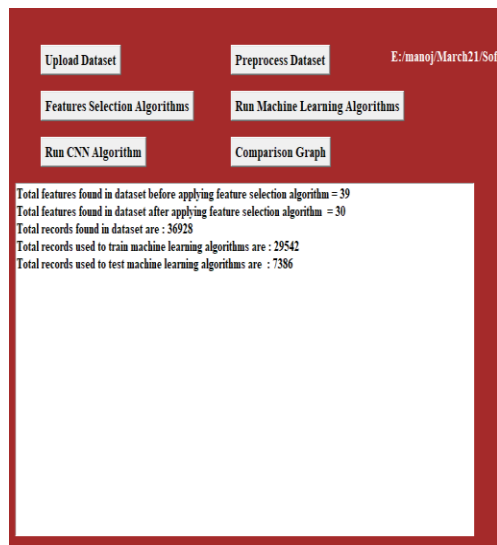 Upload Dataset
Preprocess Dataset
E:/manoj/March21/Sof
Features Selection Algorithms
Run Machine Learning Algorithms
Run CNN Algorithm
Comparison Graph
Total features found in dataset before applying feature selection algorithm = 39
Total features found in dataset after applying feature selection algorithm  = 30
Total records found in dataset are : 36928
Total records used to train machine learning algorithms are : 29542
Total records used to test machine learning algorithms are  : 7386